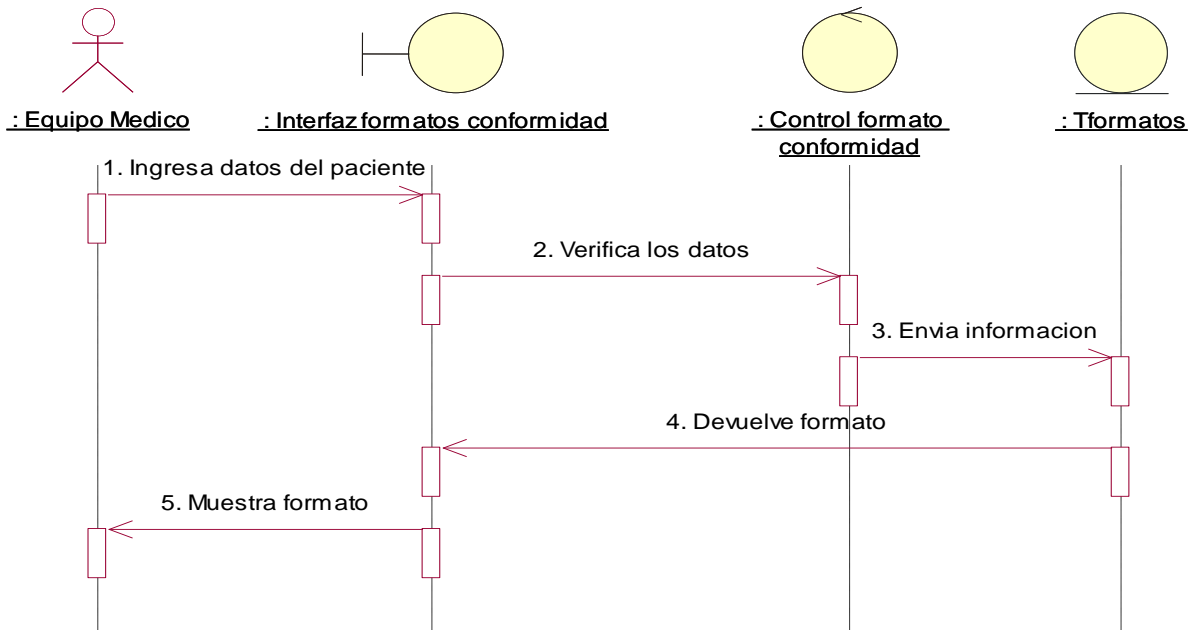 : Equipo Medico
: Interfaz formatos conformidad
: Control formato
conformidad
: Tformatos
1. Ingresa datos del paciente
2. Verifica los datos
3. Envia informacion
4. Devuelve formato
5. Muestra formato